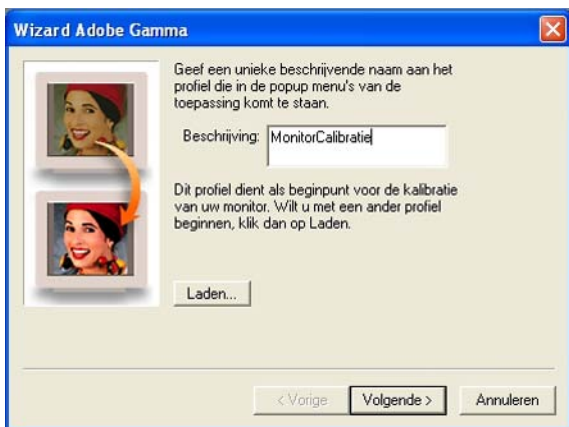 Wizard Adobe Gamma
Geef een unieke beschrijvende naam aan het
profiel die in de popup menu's van de
toepassing komt te staan.
Beschrijving: MonitorCalibratie
Dit profiel dient als beginpunt voor de kalibratie
van uw monitor. Wilt u met een ander profiel
beginnen, klik dan op Laden.
Laden...
< Vorige Volgende > Annuleren